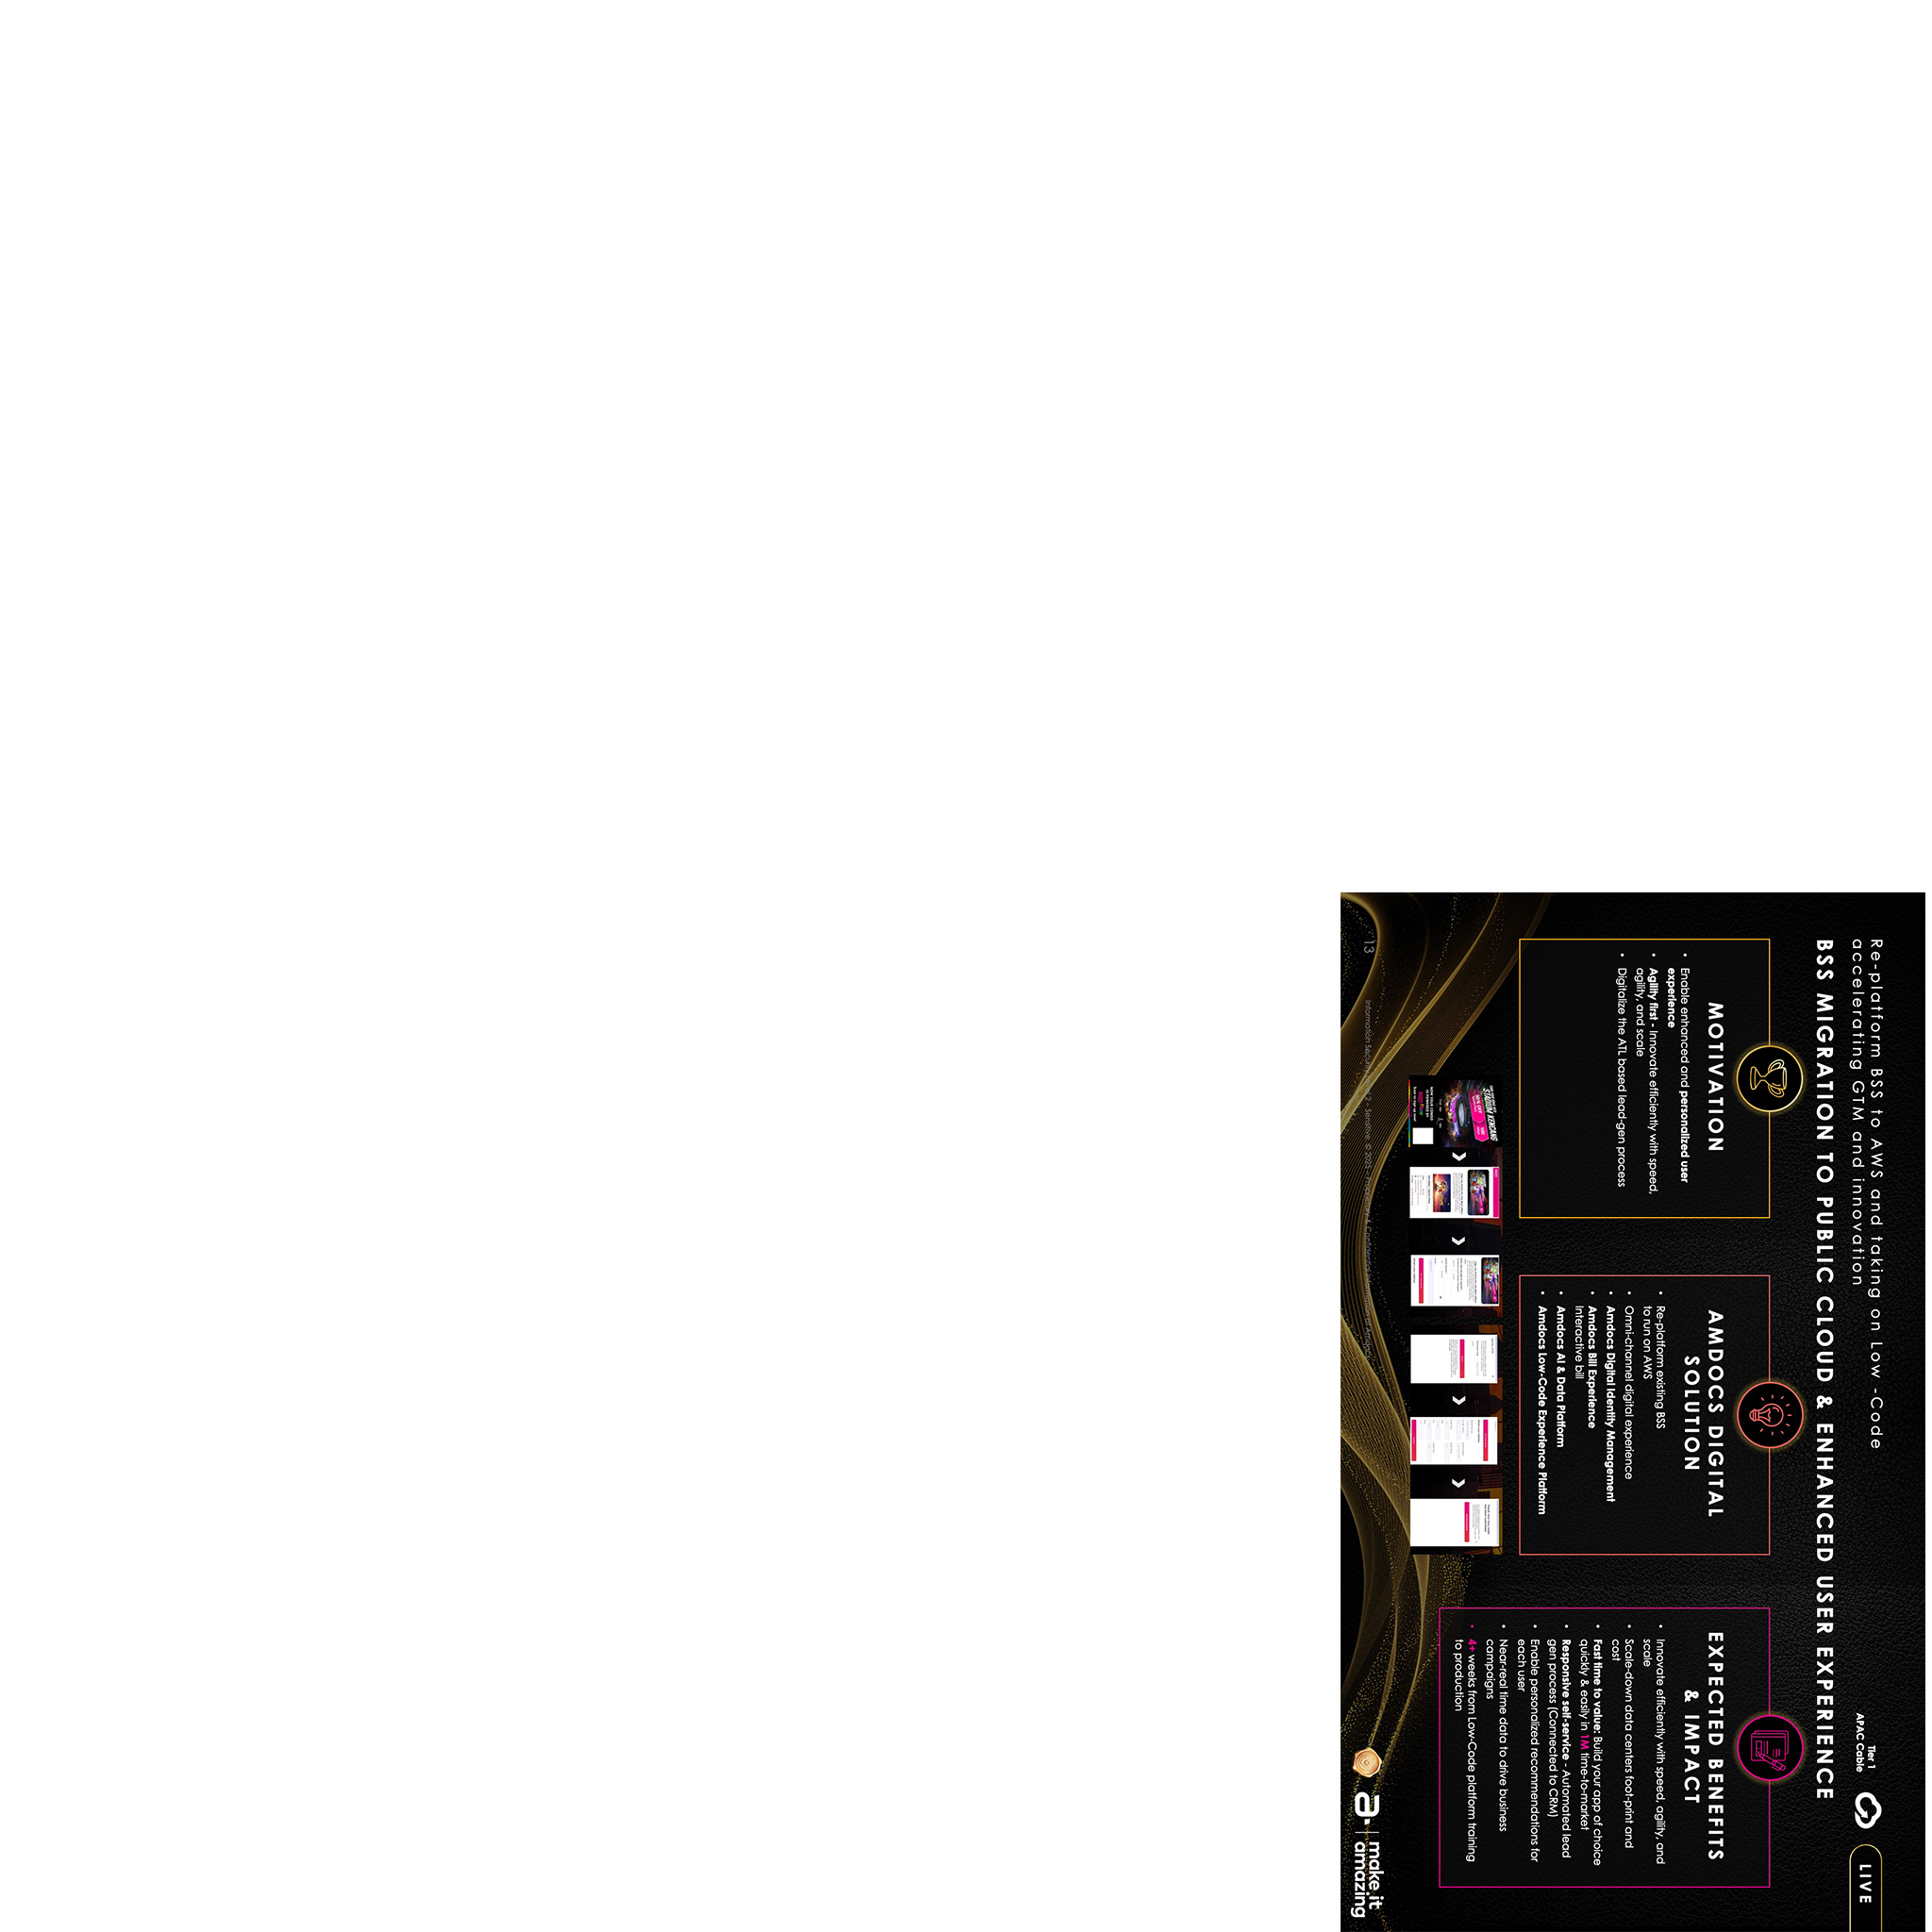 Re-platform BSS to AWS and taking on Low -Code
accelerating GTM and innovation
Tier 1
APAC Cable
LIVE
BSS MIGRATION TO PUBLIC CLOUD & ENHANCED USER EXPERIENCE
MOTIVATION
• Enable enhanced and personalized user
experience
• Agility first - Innovate efficiently with speed,
agility, and scale
• Digitalize the ATL based lead-gen process
AMDOCS DIGITAL
SOLUTION
• Re-platform existing BSS
to run on AWS
• Omni-channel digital experience
• Amdocs Digital Identity Management
• Amdocs Bill Experience
Interactive bill
• Amdocs AI & Data Platform
• Amdocs Low-Code Experience Platform
EXPECTED BENEFITS
& IMPACT
• Innovate efficiently with speed, agility, and
scale
• Scale-down data centers foot-print and
cost
• Fast time to value: Build your app of choice
quickly & easily in 1M time-to-market
• Responsive self-service - Automated lead
gen process (Connected to CRM)
• Enable personalized recommendations for
each user
• Near-real time data to drive business
campaigns
• 4+ weeks from Low-Code platform training
to production
STADIUM KENCANG
30% OFF
100
13
Information Security Level 2 – Sensitive. © 2025 - Proprietary & Confidential Information of Amdocs
a
make it
amazing